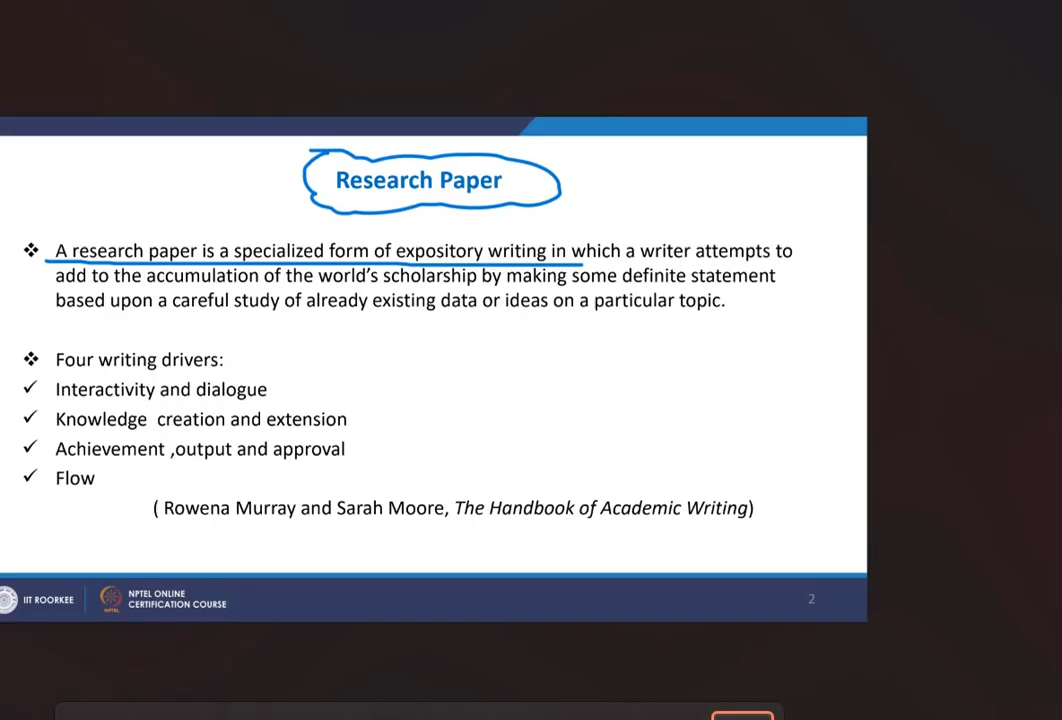 Research Paper
❖ A research paper is a specialized form of expository writing in which a writer attempts to
add to the accumulation of the world's scholarship by making some definite statement
based upon a careful study of already existing data or ideas on a particular topic.
❖ Four writing drivers:
✓ Interactivity and dialogue
✓ Knowledge creation and extension
✓ Achievement ,output and approval
✓ Flow
( Rowena Murray and Sarah Moore, The Handbook of Academic Writing)
IIT ROORKEE
NPTEL ONLINE
CERTIFICATION COURSE
2